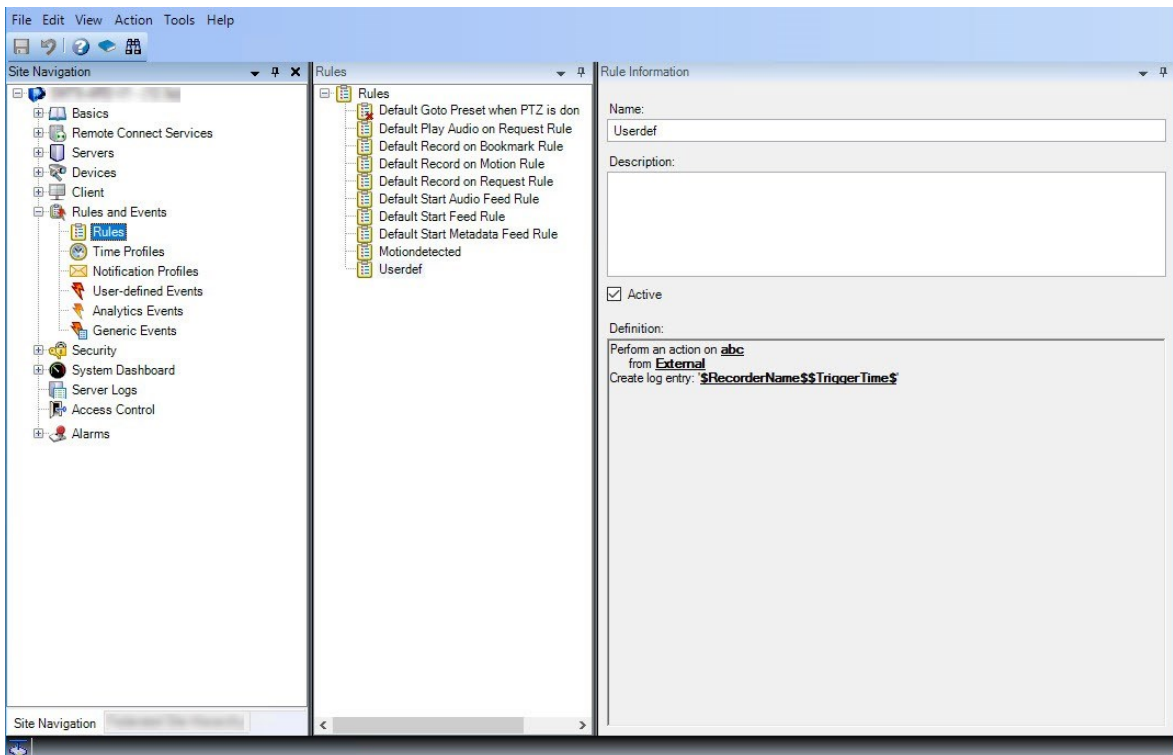 File Edit View Action Tools Help
Site Navigation
Basics
Remote Connect Services
Servers
Devices
Client
Rules and Events
Rules
Time Profiles
Notification Profiles
User-defined Events
Analytics Events
Generic Events
Security
System Dashboard
Server Logs
Access Control
Alarms
Site Navigation
Rules
Rules
Default Goto Preset when PTZ is don
Default Play Audio on Request Rule
Default Record on Bookmark Rule
Default Record on Motion Rule
Default Record on Request Rule
Default Start Audio Feed Rule
Default Start Feed Rule
Default Start Metadata Feed Rule
Motiondetected
Userdef
Rule Information
Name:
Userdef
Description:
Active
Definition:
Perform an action on abc
from External
Create log entry: '$RecorderName$$TriggerTime$'